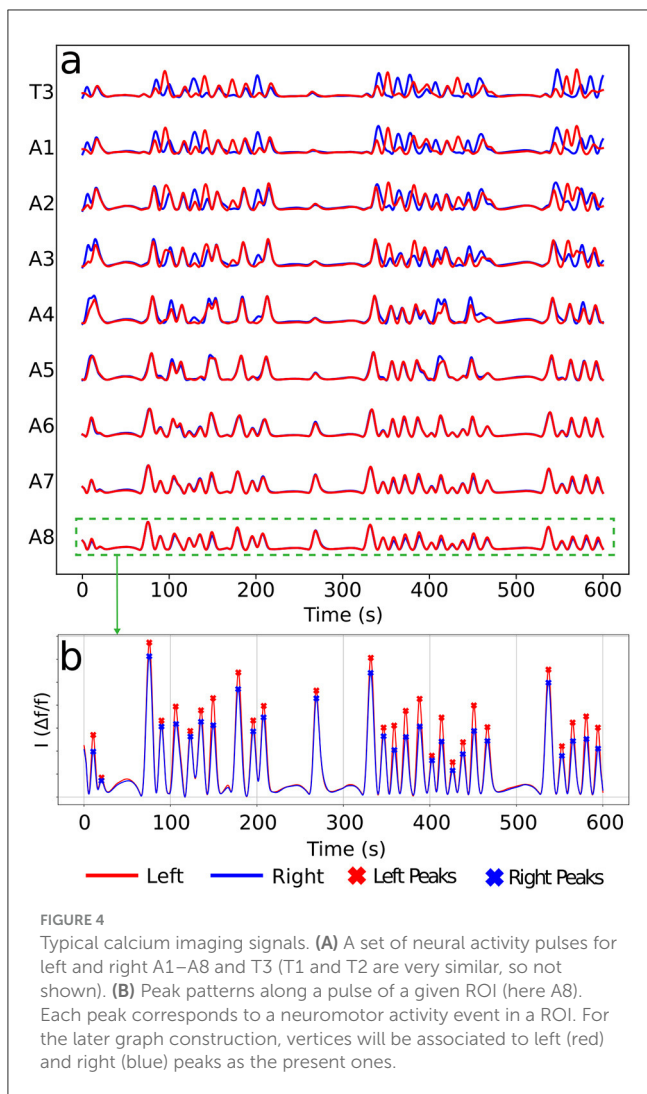 a
T3
A1
A2
A3
A4
A5
A6
A7
A8
0 100 200 300 400 500 600
Time (s)
b
I (Δf/f)
0 100 200 300 400 500 600
Time (s)
Left Right Left Peaks Right Peaks
FIGURE 4
Typical calcium imaging signals. (A) A set of neural activity pulses for
left and right A1–A8 and T3 (T1 and T2 are very similar, so not
shown). (B) Peak patterns along a pulse of a given ROI (here A8).
Each peak corresponds to a neuromotor activity event in a ROI. For
the later graph construction, vertices will be associated to left (red)
and right (blue) peaks as the present ones.